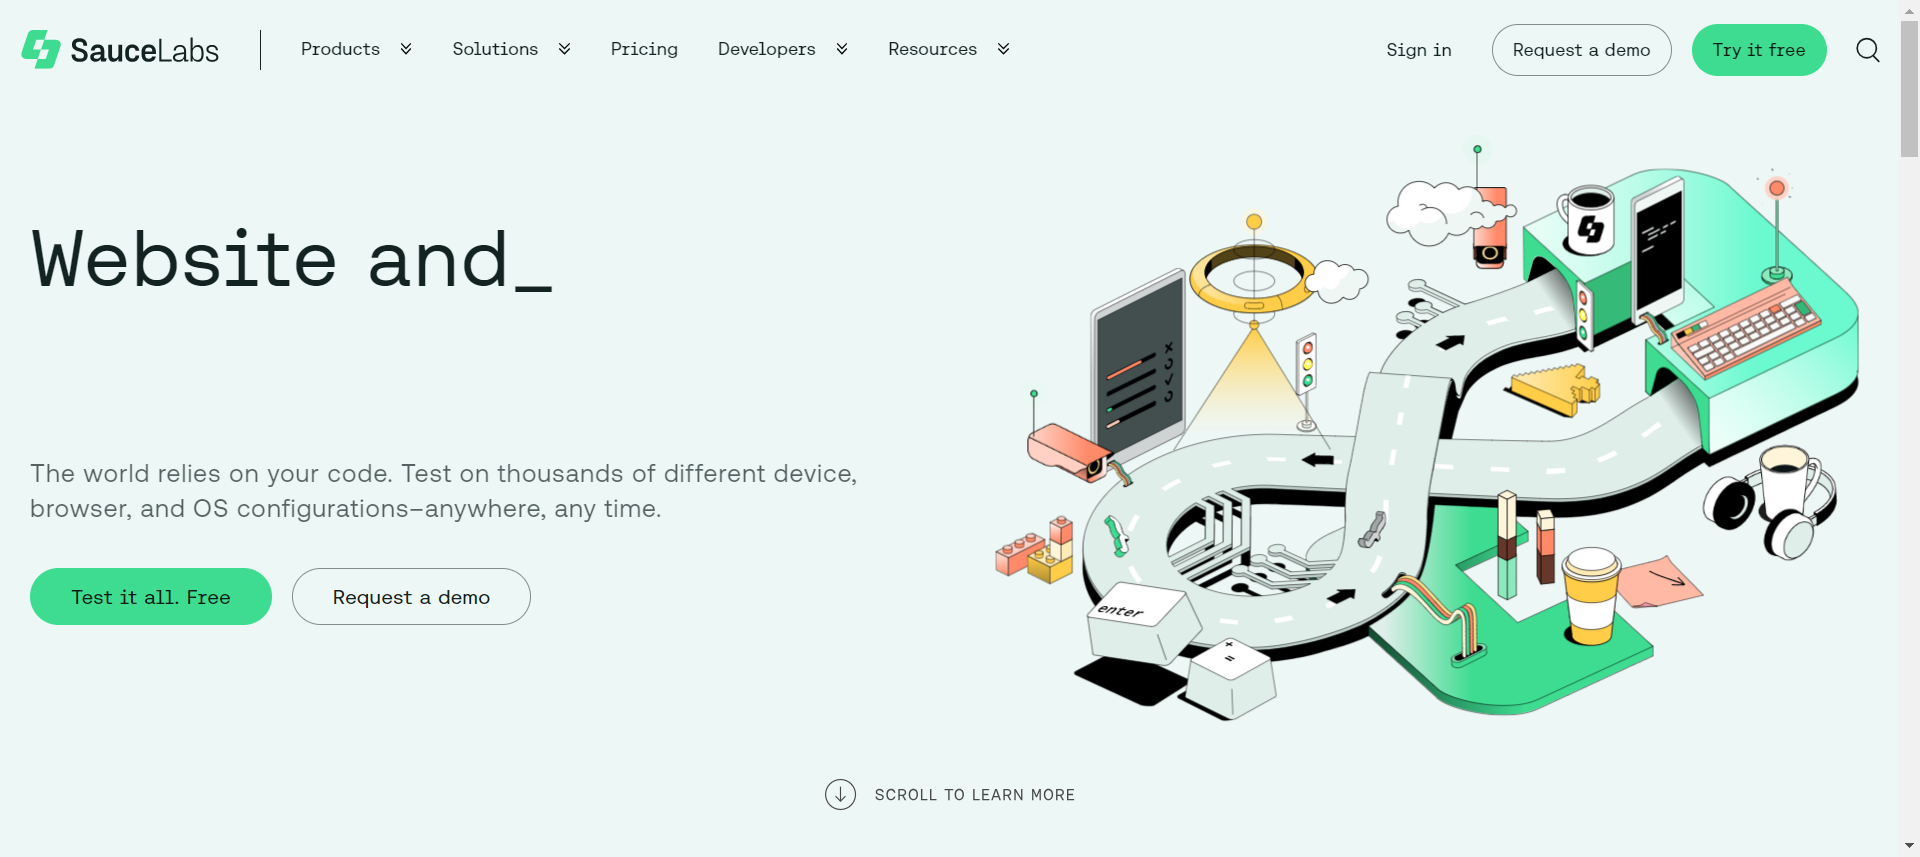 SauceLabs
Products
Solutions
Pricing
Developers
Resources
Sign in
Request a demo
Try it free
Website and_
The world relies on your code. Test on thousands of different device,
browser, and OS configurations–anywhere, any time.
Test it all. Free
Request a demo
enter
+
=
SCROLL TO LEARN MORE